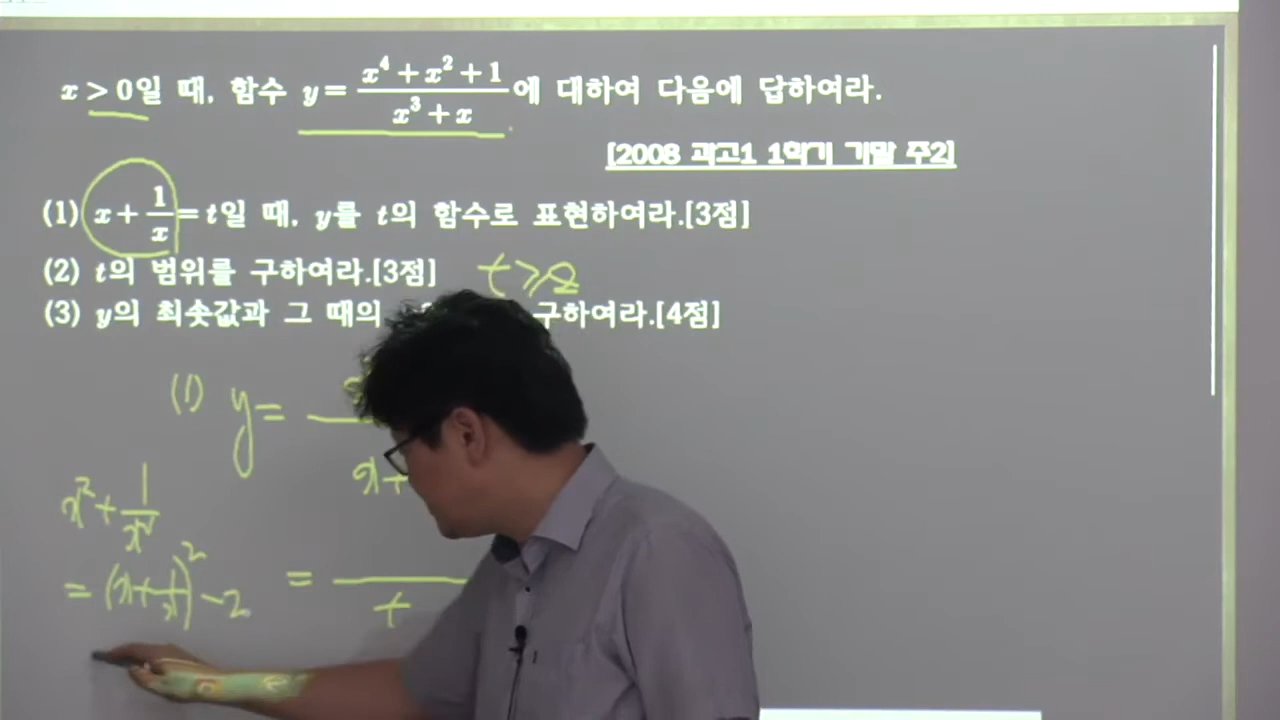 x > 0일 때, 함수 y = (x⁴ + x² + 1)/(x³ + x) 에 대하여 다음에 답하여라.
[2008 과고1 1학기 기말 주2]
(1) x + 1/x = t일 때, y를 t의 함수로 표현하여라.[3점]
(2) t의 범위를 구하여라.[3점] t ≥ 2
(3) y의 최솟값과 그 때의 구하여라.[4점]
(1) y =
x +
x² + 1/x²
= (x + 1/x)² - 2
= t